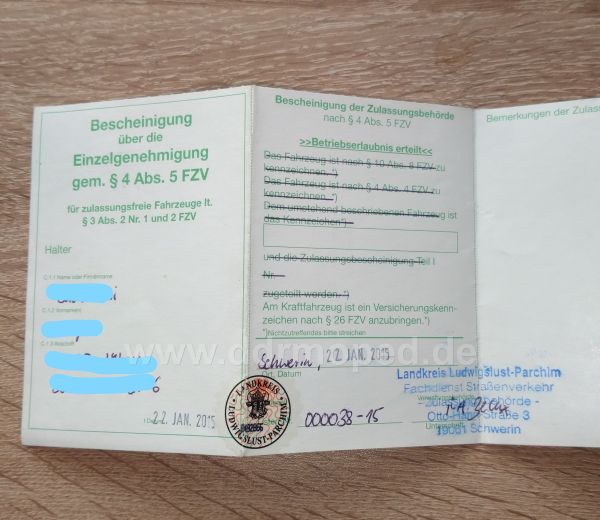 Bescheinigung
über die
Einzelgenehmigung
gem. § 4 Abs. 5 FZV
für zulassungsfreie Fahrzeuge lt.
§ 3 Abs. 2 Nr. 1 und 2 FZV
Halter
C.1.1 Name oder Firmenname
C.1.2 Vorname(n)
C.1.3 Anschrift
22. JAN. 2015
Bescheinigung der Zulassungsbehörde
nach § 4 Abs. 5 FZV
>>Betriebserlaubnis erteilt<<
Das Fahrzeug ist nach § 10 Abs. 8 FZV zu
kennzeichnen.*)
Das Fahrzeug ist nach § 4 Abs. 4 FZV zu
kennzeichnen.*)
Dem umstehend beschriebenen Fahrzeug ist
das Kennzeichen*)
und die Zulassungsbescheinigung Teil I
Nr.
zugeteilt worden.*)
Am Kraftfahrzeug ist ein Versicherungskenn-
zeichen nach § 26 FZV anzubringen.*)
*)Nichtzutreffendes bitte streichen
Schwerin, 22. JAN. 2015
Ort, Datum
LANDKREIS
LUDWIGSLUST-PARCHIM
000038-15
Bemerkungen der Zulas
Landkreis Ludwigslust-Parchim
Fachdienst Straßenverkehr
- Zulassungsbehörde -
Otto-Hahn-Straße 3
19061 Schwerin
Unterschrift
www.oldmoped.de